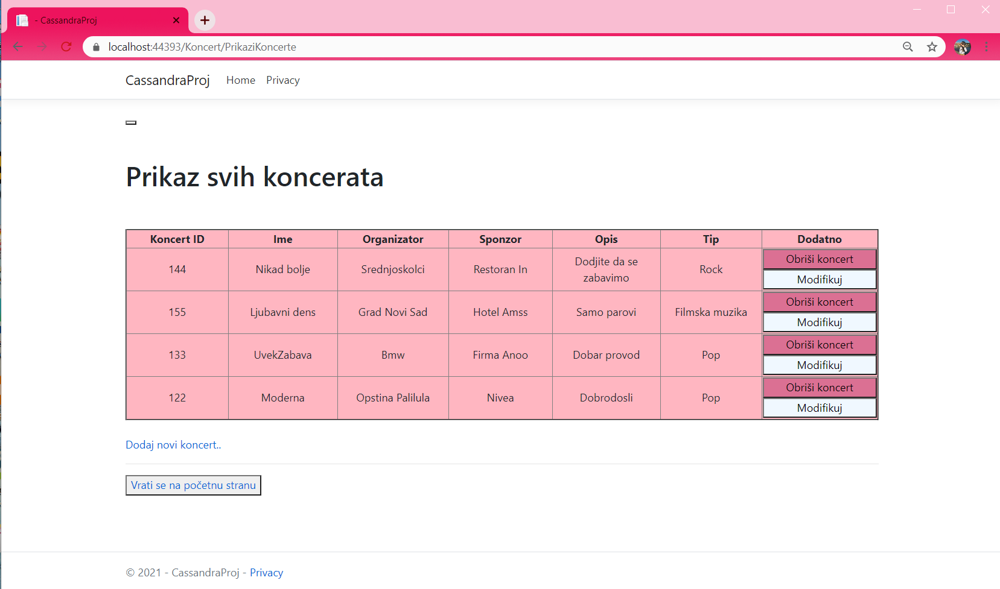 - CassandraProj
localhost:44393/Koncert/PrikaziKoncerte
CassandraProj Home Privacy
Prikaz svih koncerata
Koncert ID Ime Organizator Sponzor Opis Tip Dodatno
144 Nikad bolje Srednjoskolci Restoran In Dodjite da se zabavimo Rock Obriši koncert
Modifikuj
155 Ljubavni dens Grad Novi Sad Hotel Amss Samo parovi Filmska muzika Obriši koncert
Modifikuj
133 UvekZabava Bmw Firma Anoo Dobar provod Pop Obriši koncert
Modifikuj
122 Moderna Opstina Palilula Nivea Dobrodosli Pop Obriši koncert
Modifikuj
Dodaj novi koncert..
Vrati se na početnu stranu
© 2021 - CassandraProj - Privacy